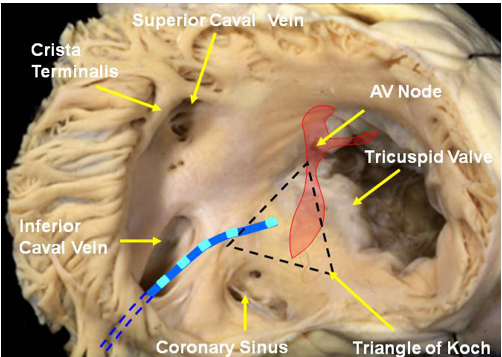 Superior Caval Vein
Crista
Terminalis
AV Node
Tricuspid Valve
Inferior
Caval Vein
Coronary Sinus
Triangle of Koch